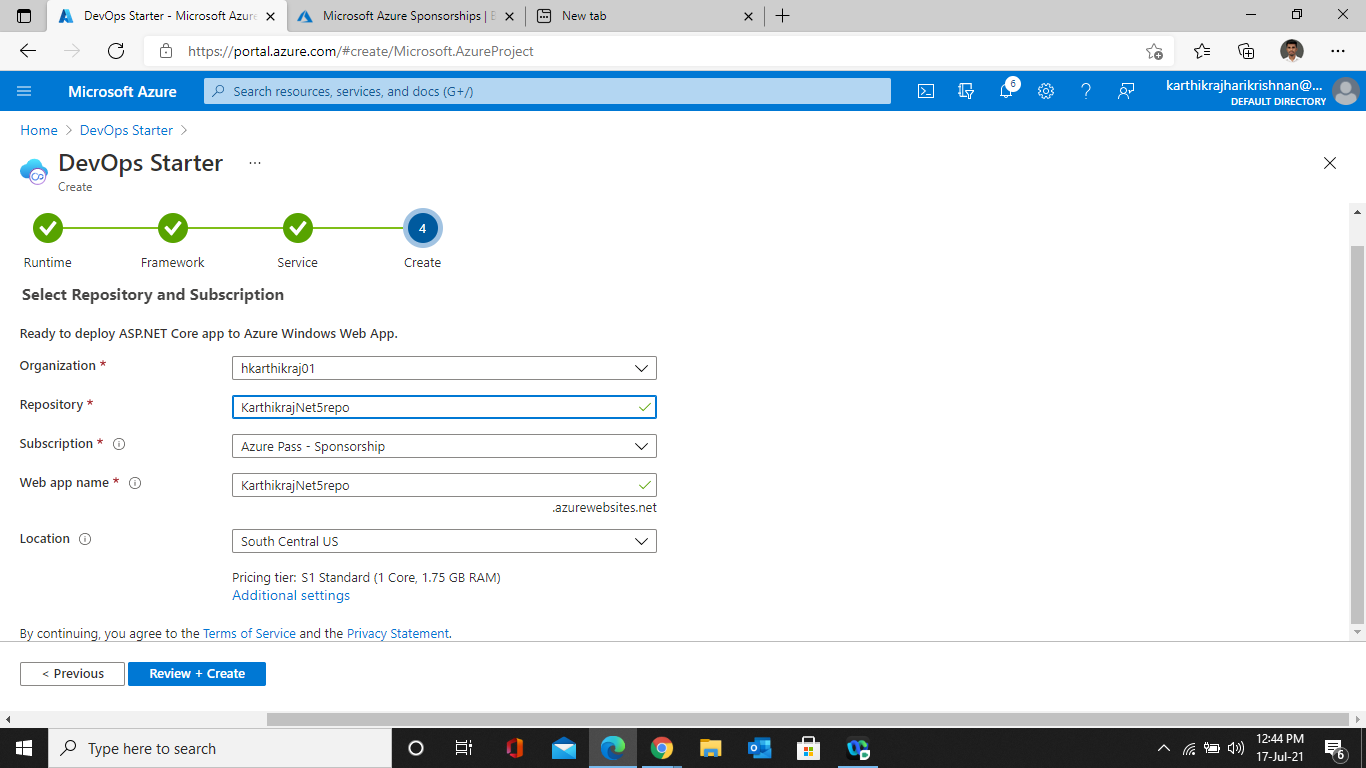 DevOps Starter - Microsoft Azure
Microsoft Azure Sponsorships |
New tab
https://portal.azure.com/#create/Microsoft.AzureProject
Microsoft Azure
Search resources, services, and docs (G+/)
6
karthikrajharikrishnan@...
DEFAULT DIRECTORY
Home > DevOps Starter >
DevOps Starter ...
Create
4
Runtime Framework Service Create
Select Repository and Subscription
Ready to deploy ASP.NET Core app to Azure Windows Web App.
Organization * hkarthikraj01
Repository * KarthikrajNet5repo
Subscription * Azure Pass - Sponsorship
Web app name * KarthikrajNet5repo
.azurewebsites.net
Location South Central US
Pricing tier: S1 Standard (1 Core, 1.75 GB RAM)
Additional settings
By continuing, you agree to the Terms of Service and the Privacy Statement.
< Previous Review + Create
Type here to search
12:44 PM
17-Jul-21
6